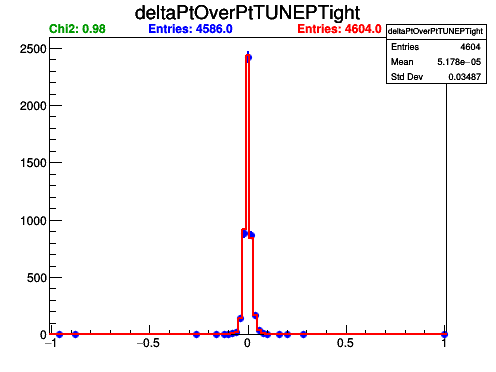 deltaPtOverPtTUNEPTight
Chi2: 0.98 Entries: 4586.0 Entries: 4604.0
deltaPtOverPtTUNEPTight
Entries 4604
Mean 5.178e−05
Std Dev 0.03487
2500
2000
1500
1000
500
0
−1 −0.5 0 0.5 1